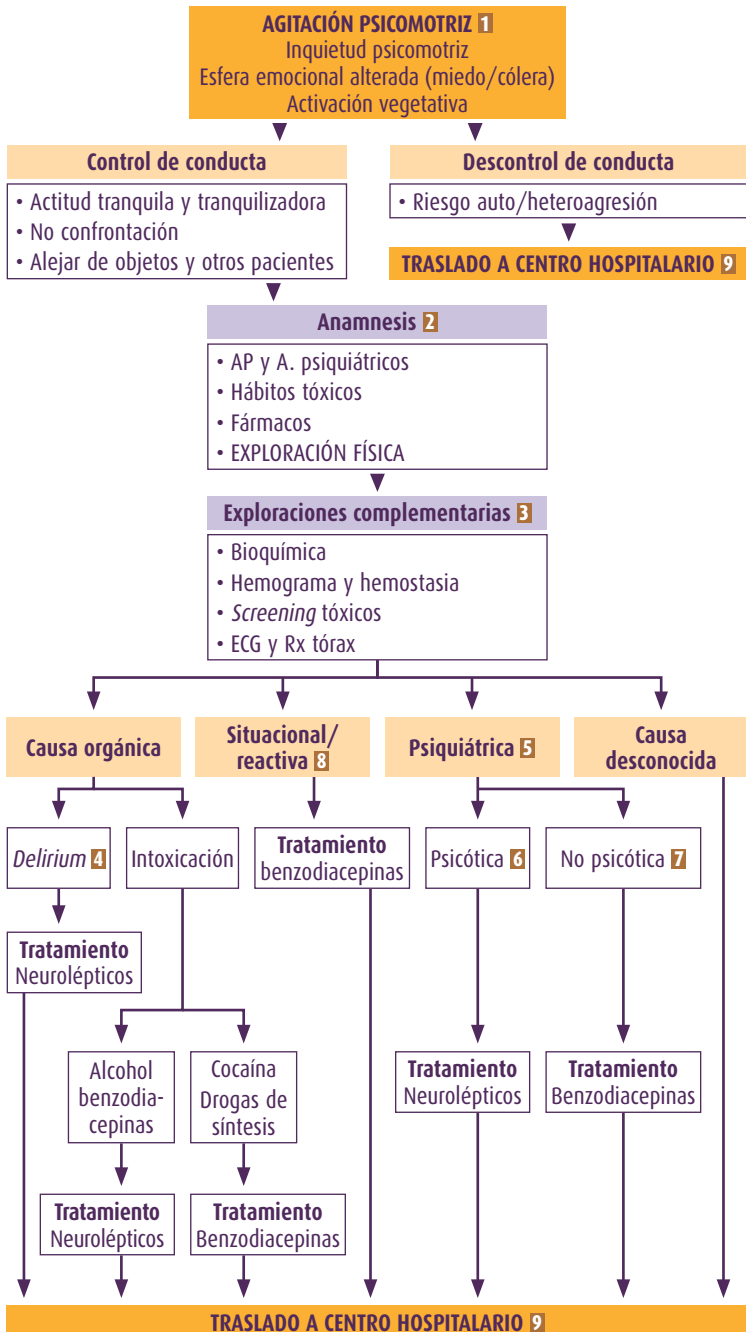 AGITACIÓN PSICOMOTRIZ 1
Inquietud psicomotriz
Esfera emocional alterada (miedo/cólera)
Activación vegetativa
Control de conducta
• Actitud tranquila y tranquilizadora
• No confrontación
• Alejar de objetos y otros pacientes
Descontrol de conducta
• Riesgo auto/heteroagresión
TRASLADO A CENTRO HOSPITALARIO 9
Anamnesis 2
• AP y A. psiquiátricos
• Hábitos tóxicos
• Fármacos
• EXPLORACIÓN FÍSICA
Exploraciones complementarias 3
• Bioquímica
• Hemograma y hemostasia
• Screening tóxicos
• ECG y Rx tórax
Causa orgánica
Situacional/
reactiva 8
Psiquiátrica 5
Causa
desconocida
Delirium 4
Intoxicación
Tratamiento
benzodiacepinas
Psicótica 6
No psicótica 7
Tratamiento
Neurolépticos
Alcohol
benzodia-
cepinas
Cocaína
Drogas de
síntesis
Tratamiento
Neurolépticos
Tratamiento
Benzodiacepinas
Tratamiento
Neurolépticos
Tratamiento
Benzodiacepinas
TRASLADO A CENTRO HOSPITALARIO 9